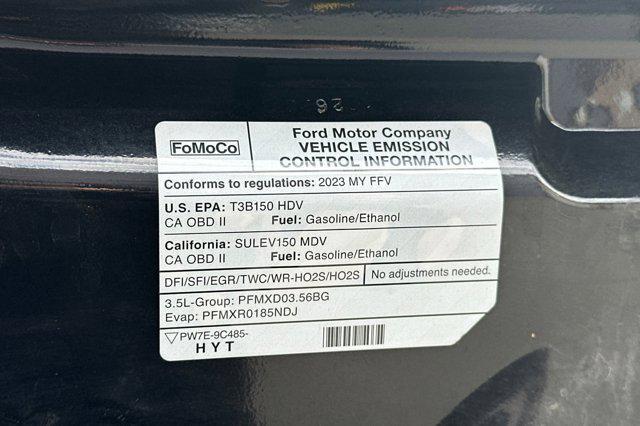 26
FoMoCo
Ford Motor Company
VEHICLE EMISSION
CONTROL INFORMATION
Conforms to regulations: 2023 MY FFV
U.S. EPA: T3B150 HDV
CA OBD II Fuel: Gasoline/Ethanol
California: SULEV150 MDV
CA OBD II Fuel: Gasoline/Ethanol
DFI/SFI/EGR/TWC/WR-HO2S/HO2S No adjustments needed.
3.5L-Group: PFMXD03.56BG
Evap: PFMXR0185NDJ
PW7E-9C485-
HYT